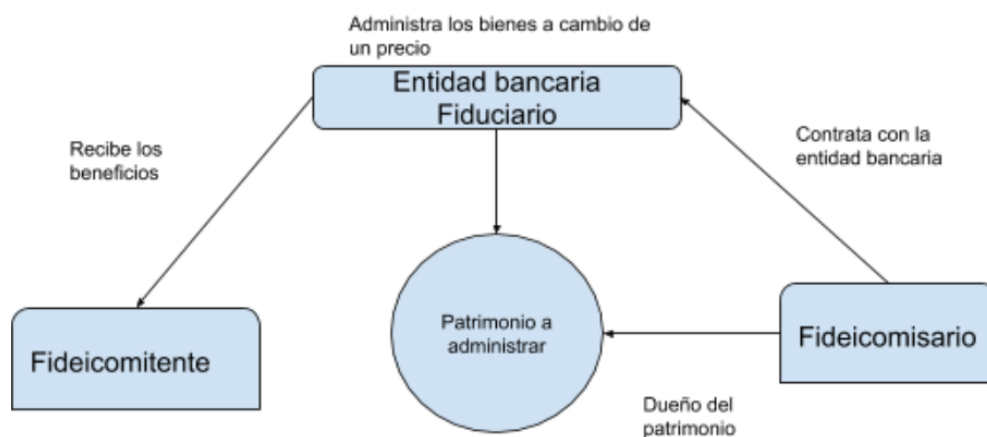 Administra los bienes a cambio de
un precio
Entidad bancaria
Fiduciario
Recibe los
beneficios
Contrata con la
entidad bancaria
Fideicomitente
Patrimonio a
administrar
Fideicomisario
Dueño del
patrimonio